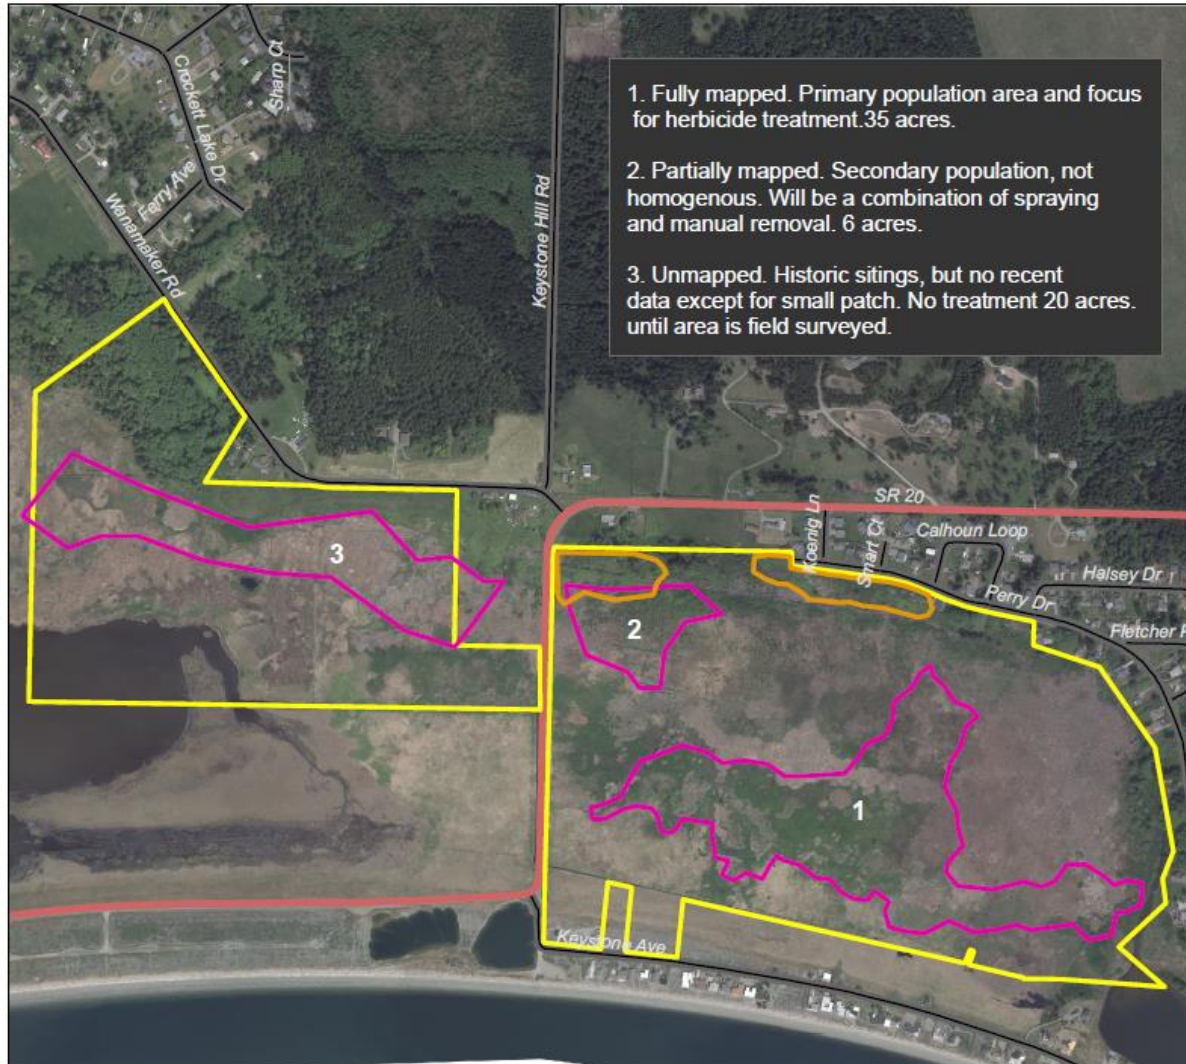 Sharp Ct
Crockett Lake Dr
Ferry Ave
Wanamaker Rd
Keystone Hill Rd
1. Fully mapped. Primary population area and focus
for herbicide treatment.35 acres.
2. Partially mapped. Secondary population, not
homogenous. Will be a combination of spraying
and manual removal. 6 acres.
3. Unmapped. Historic sitings, but no recent
data except for small patch. No treatment 20 acres.
until area is field surveyed.
SR 20
Koenig Ln
Smart Ct
Calhoun Loop
Halsey Dr
Perry Dr
Fletcher
3
2
1
Keystone Ave